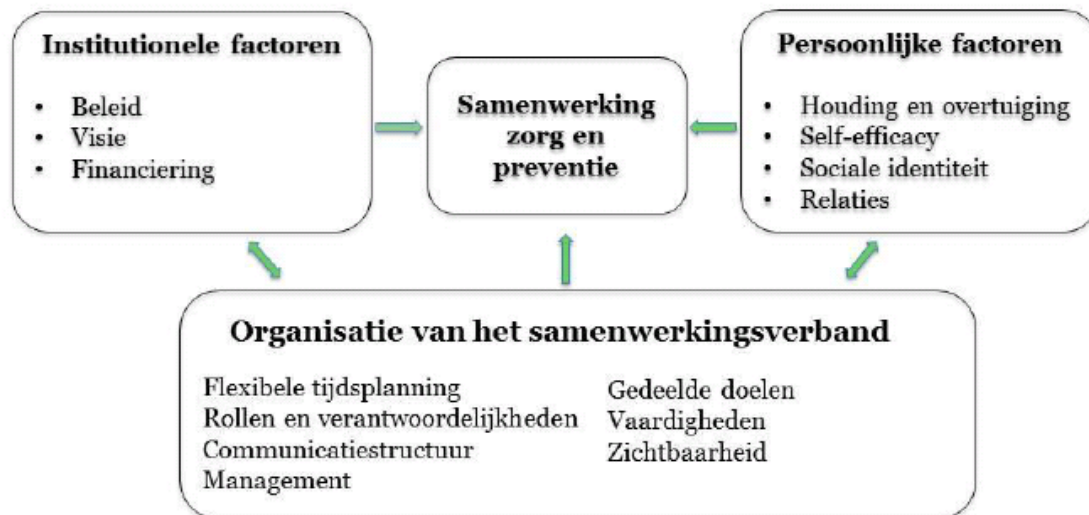 Institutionele factoren
• Beleid
• Visie
• Financiering
Samenwerking
zorg en
preventie
Persoonlijke factoren
• Houding en overtuiging
• Self-efficacy
• Sociale identiteit
• Relaties
Organisatie van het samenwerkingsverband
Flexibele tijdsplanning
Rollen en verantwoordelijkheden
Communicatiestructuur
Management
Gedeelde doelen
Vaardigheden
Zichtbaarheid